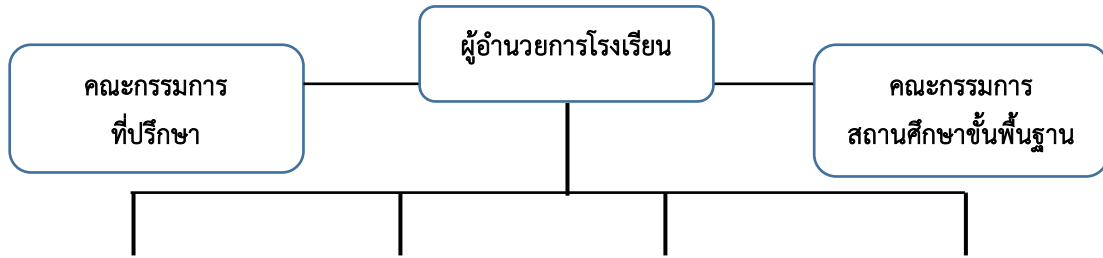 ผู้อำนวยการโรงเรียน
คณะกรรมการ
ที่ปรึกษา
คณะกรรมการ
สถานศึกษาขั้นพื้นฐาน